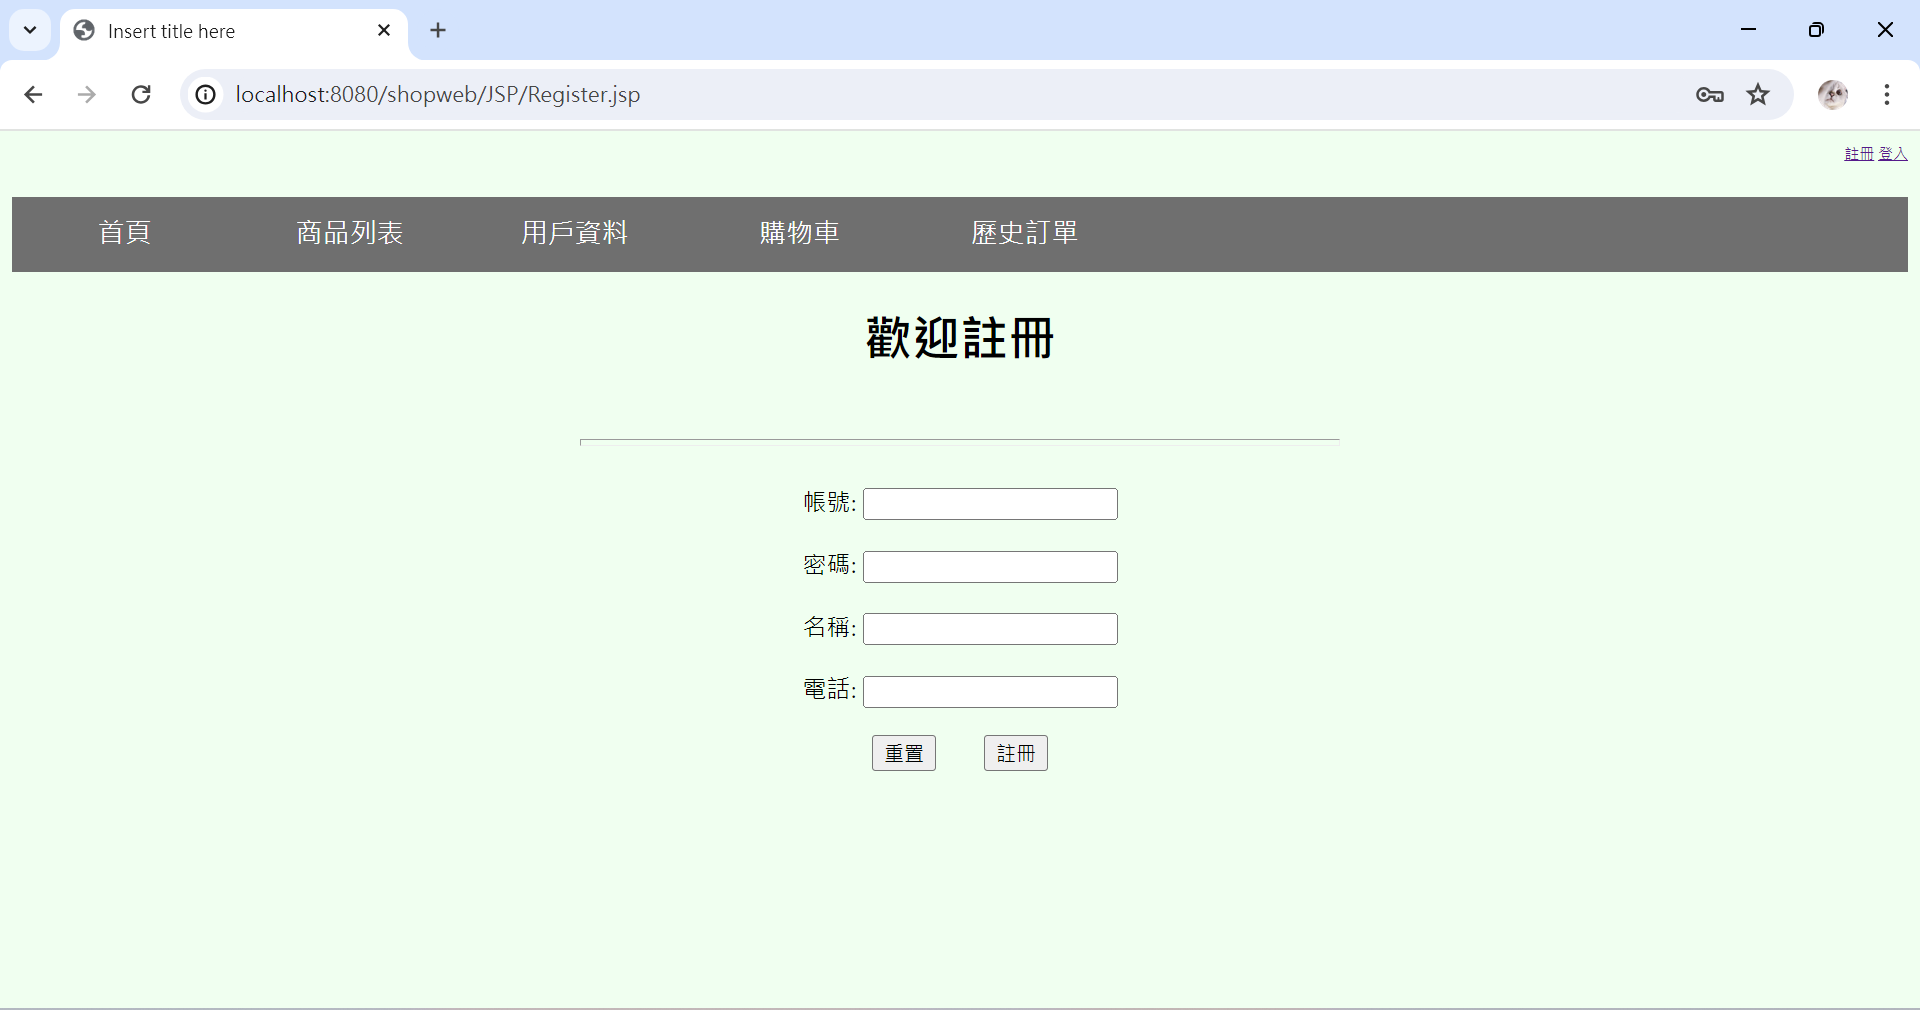 Insert title here
localhost:8080/shopweb/JSP/Register.jsp
註冊 登入
首頁 商品列表 用戶資料 購物車 歷史訂單
歡迎註冊
帳號:
密碼:
名稱:
電話:
重置 註冊